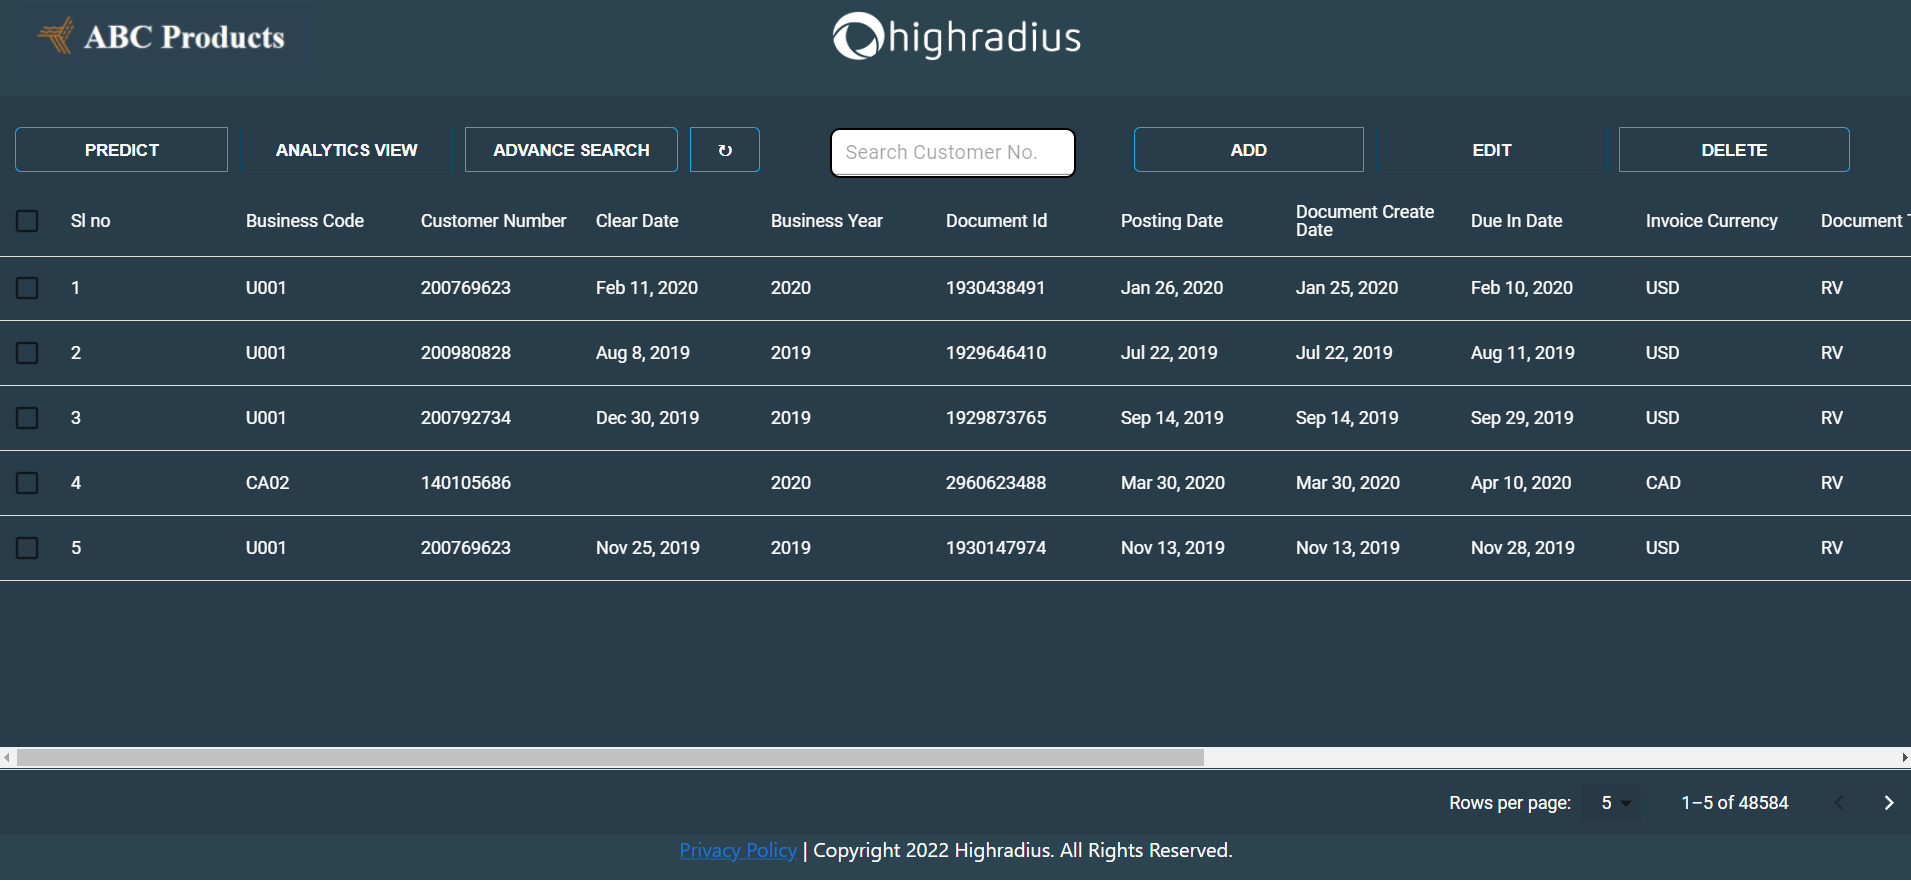 ABC Products
highradius
PREDICT ANALYTICS VIEW ADVANCE SEARCH ↻ Search Customer No. ADD EDIT DELETE
Sl no Business Code Customer Number Clear Date Business Year Document Id Posting Date Document Create Date Due In Date Invoice Currency Document T
1 U001 200769623 Feb 11, 2020 2020 1930438491 Jan 26, 2020 Jan 25, 2020 Feb 10, 2020 USD RV
2 U001 200980828 Aug 8, 2019 2019 1929646410 Jul 22, 2019 Jul 22, 2019 Aug 11, 2019 USD RV
3 U001 200792734 Dec 30, 2019 2019 1929873765 Sep 14, 2019 Sep 14, 2019 Sep 29, 2019 USD RV
4 CA02 140105686 2020 2960623488 Mar 30, 2020 Mar 30, 2020 Apr 10, 2020 CAD RV
5 U001 200769623 Nov 25, 2019 2019 1930147974 Nov 13, 2019 Nov 13, 2019 Nov 28, 2019 USD RV
Rows per page: 5 1–5 of 48584
Privacy Policy | Copyright 2022 Highradius. All Rights Reserved.